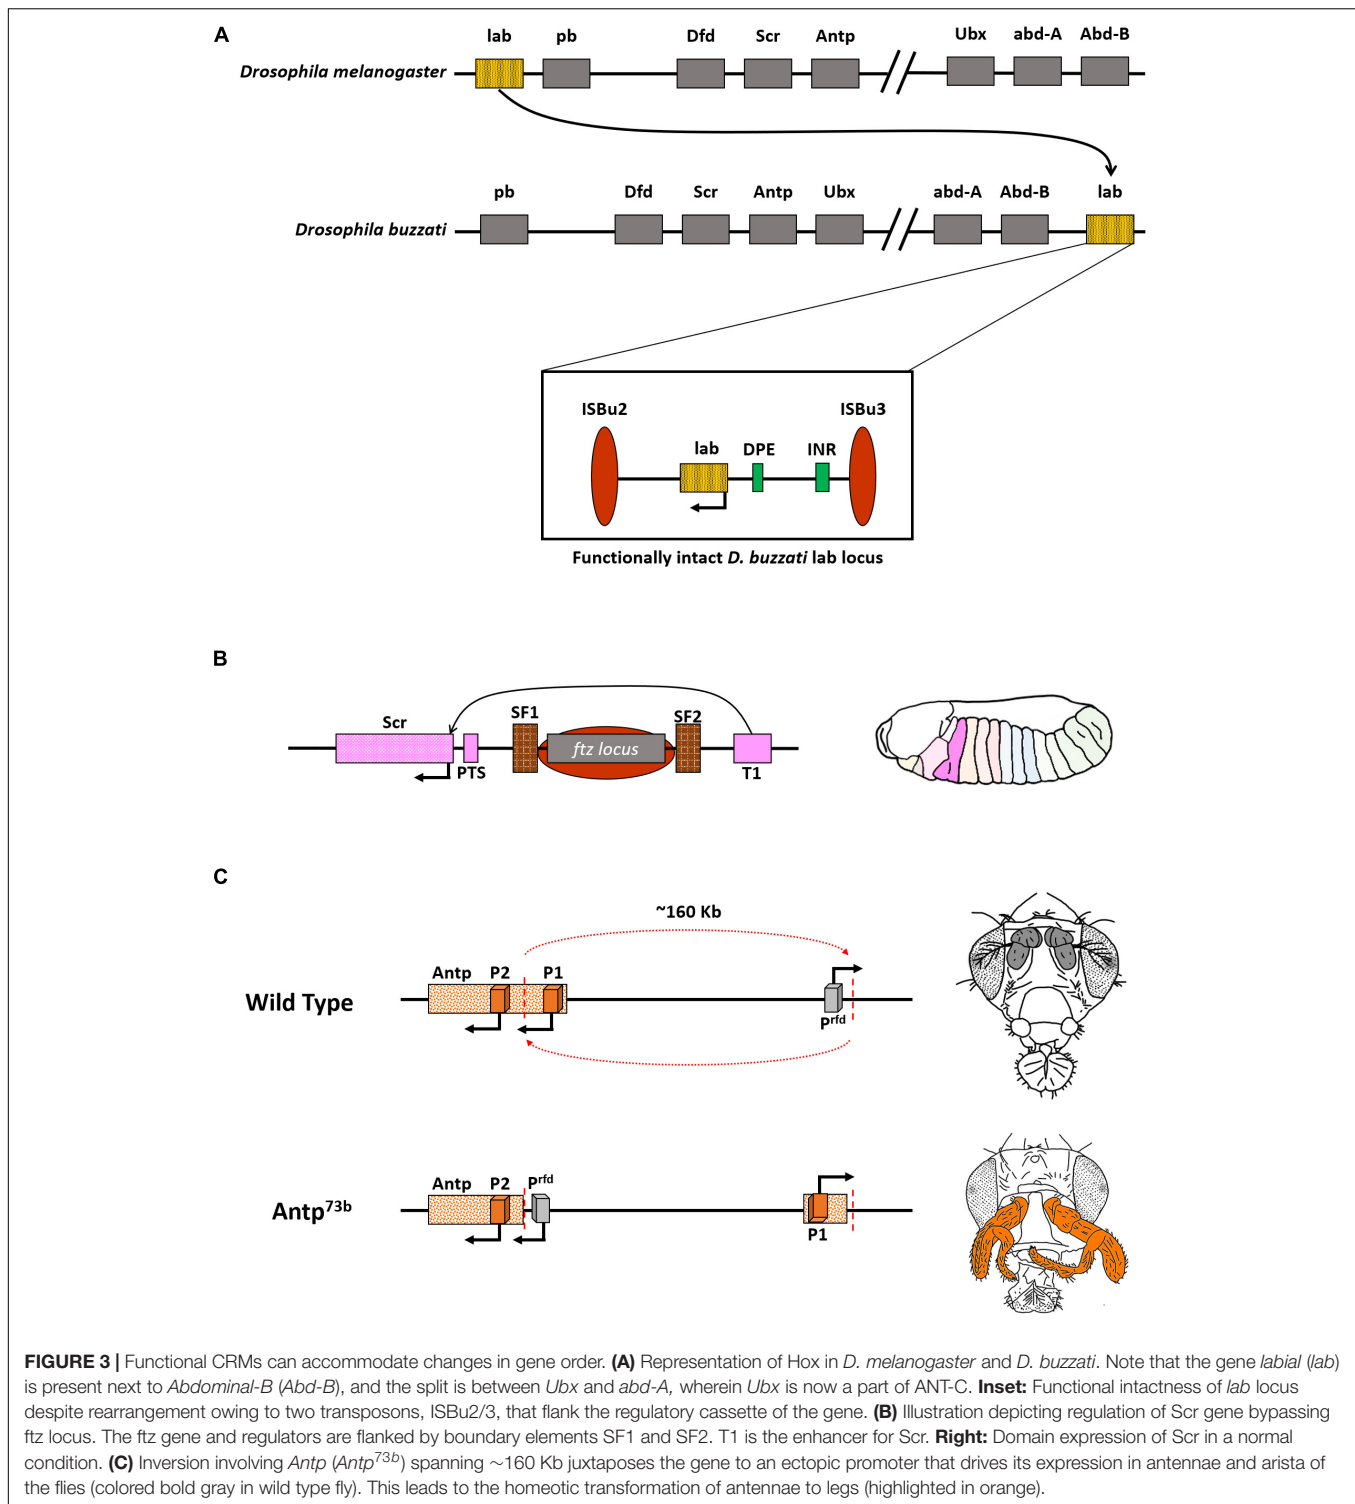 A
lab pb Dfd Scr Antp Ubx abd-A Abd-B
Drosophila melanogaster
pb Dfd Scr Antp Ubx abd-A Abd-B lab
Drosophila buzzati
ISBu2 ISBu3
lab DPE INR
Functionally intact D. buzzati lab locus
B
Scr SF1 SF2
ftz locus
PTS T1
C
~160 Kb
Antp P2 P1
Wild Type
Prfd
Antp P2 Prfd
Antp73b
P1
FIGURE 3 | Functional CRMs can accommodate changes in gene order. (A) Representation of Hox in D. melanogaster and D. buzzati. Note that the gene labial (lab)
is present next to Abdominal-B (Abd-B), and the split is between Ubx and abd-A, wherein Ubx is now a part of ANT-C. Inset: Functional intactness of lab locus
despite rearrangement owing to two transposons, ISBu2/3, that flank the regulatory cassette of the gene. (B) Illustration depicting regulation of Scr gene bypassing
ftz locus. The ftz gene and regulators are flanked by boundary elements SF1 and SF2. T1 is the enhancer for Scr. Right: Domain expression of Scr in a normal
condition. (C) Inversion involving Antp (Antp73b) spanning ∼160 Kb juxtaposes the gene to an ectopic promoter that drives its expression in antennae and arista of
the flies (colored bold gray in wild type fly). This leads to the homeotic transformation of antennae to legs (highlighted in orange).